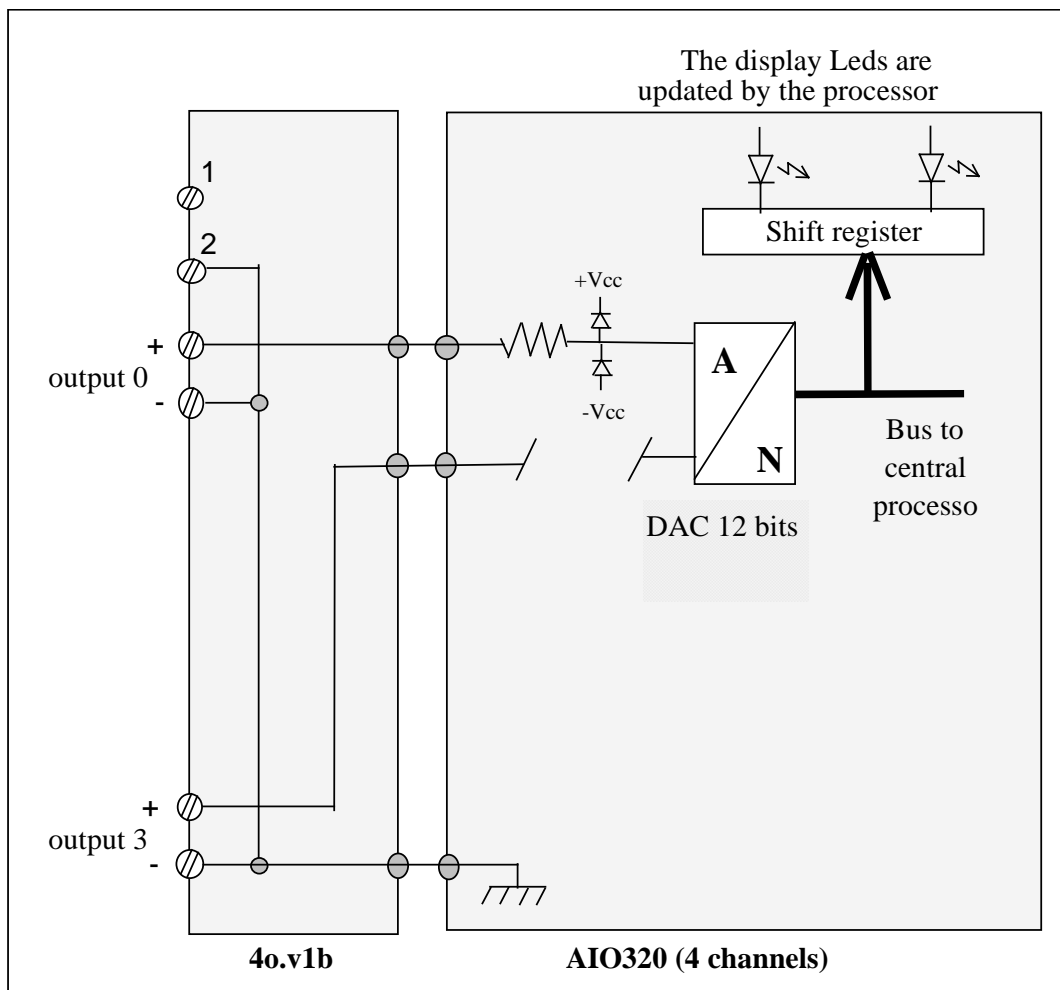 The display Leds are
updated by the processor
1
2
Shift register
+Vcc
+
output 0
-
A
-Vcc
N
Bus to
central
processo
DAC 12 bits
+
output 3
-
4o.v1b
AIO320 (4 channels)